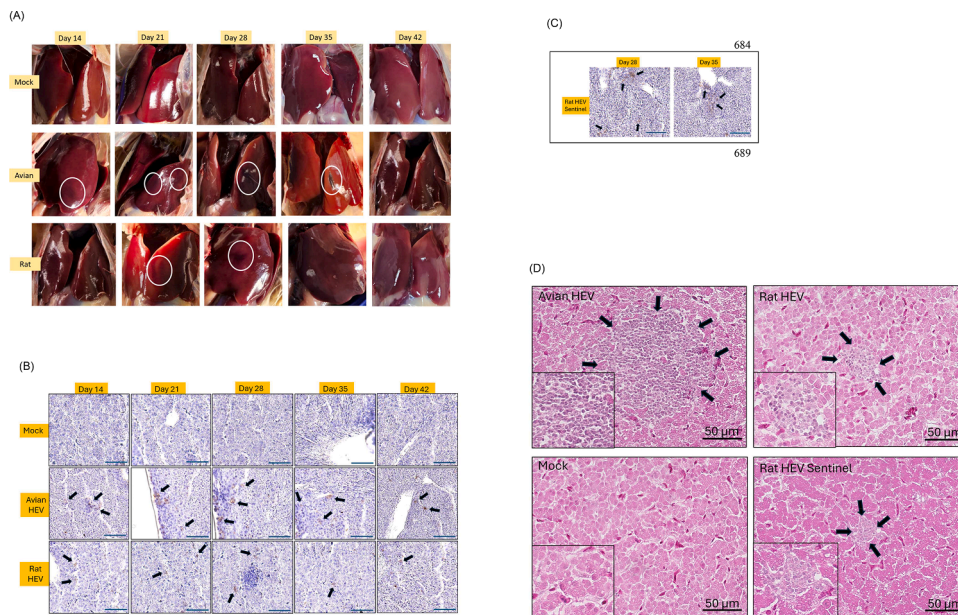 (A)
Day 14 Day 21 Day 28 Day 35 Day 42
Mock
Avian
Rat
(B)
Day 14 Day 21 Day 28 Day 35 Day 42
Mock
Avian
HEV
Rat
HEV
(C)
684
Day 28 Day 35
Rat HEV
Sentinel
689
(D)
Avian HEV Rat HEV
50 µm 50 µm
Mock Rat HEV Sentinel
50 µm 50 µm